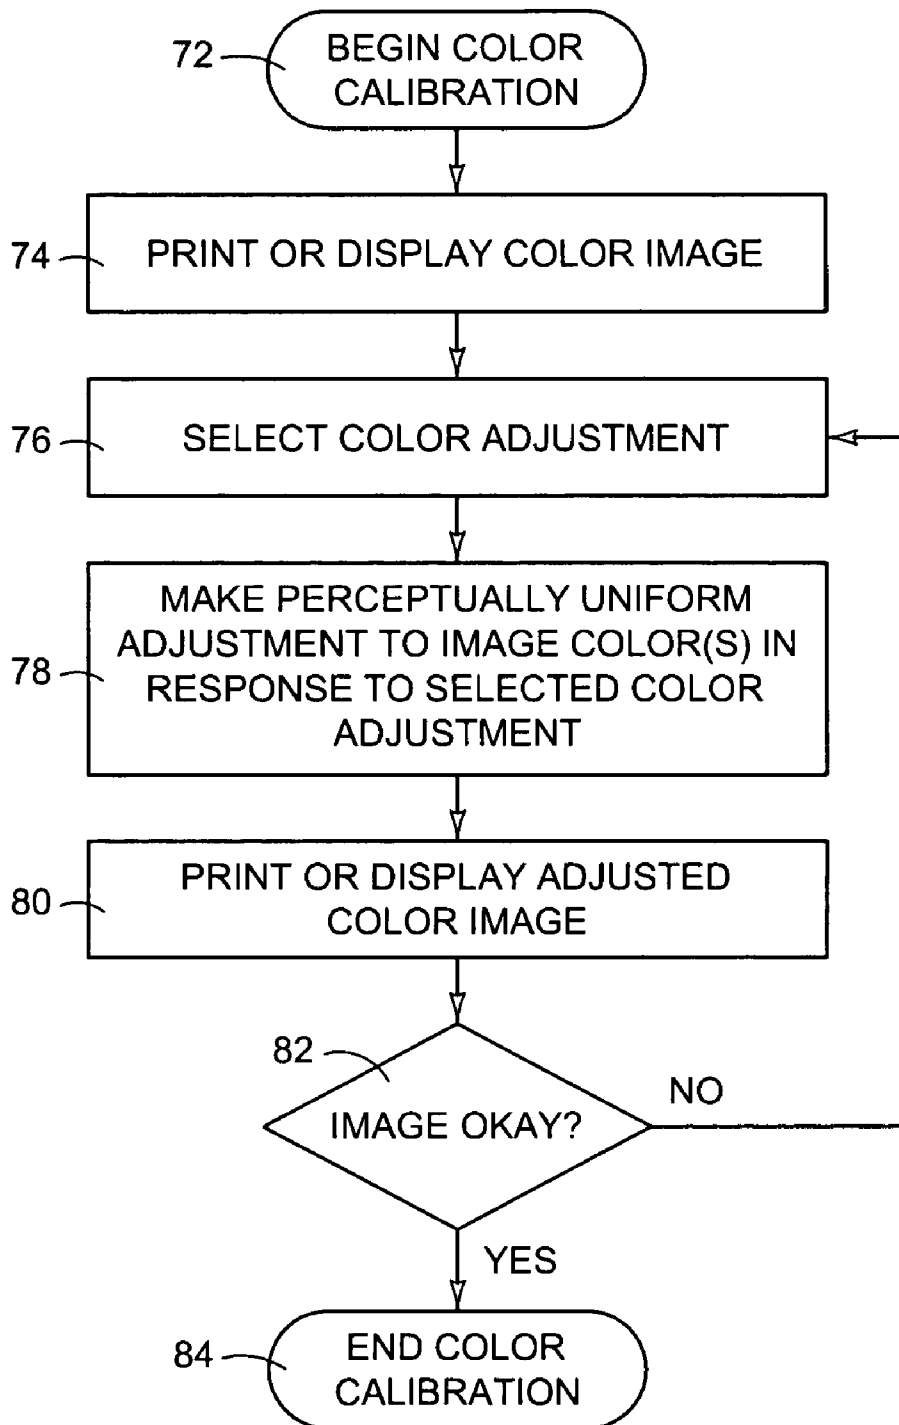 72
BEGIN COLOR
CALIBRATION
74
PRINT OR DISPLAY COLOR IMAGE
76
SELECT COLOR ADJUSTMENT
78
MAKE PERCEPTUALLY UNIFORM
ADJUSTMENT TO IMAGE COLOR(S) IN
RESPONSE TO SELECTED COLOR
ADJUSTMENT
80
PRINT OR DISPLAY ADJUSTED
COLOR IMAGE
82
IMAGE OKAY?
NO
YES
84
END COLOR
CALIBRATION